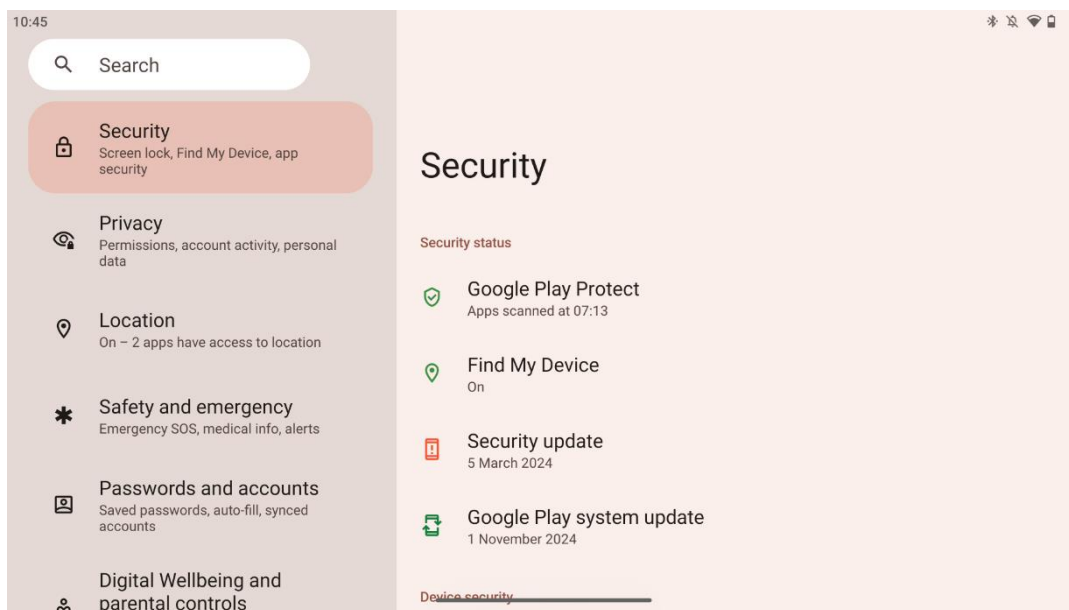 10:45
Search
Security
Screen lock, Find My Device, app
security
Privacy
Permissions, account activity, personal
data
Location
On – 2 apps have access to location
Safety and emergency
Emergency SOS, medical info, alerts
Passwords and accounts
Saved passwords, auto-fill, synced
accounts
Digital Wellbeing and
parental controls
Security
Security status
Google Play Protect
Apps scanned at 07:13
Find My Device
On
Security update
5 March 2024
Google Play system update
1 November 2024
Device security